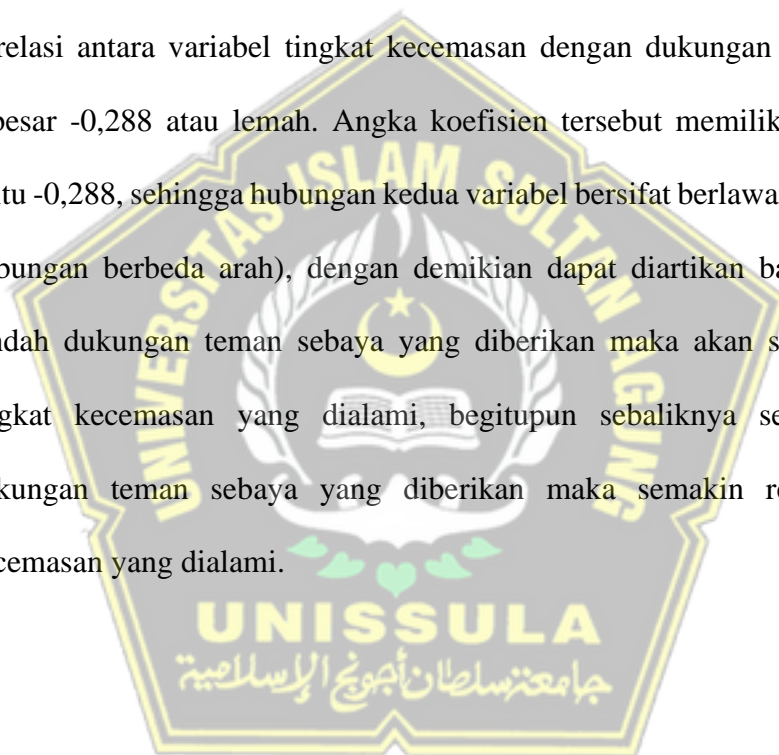 relasi antara variabel tingkat kecemasan dengan dukungan
besar -0,288 atau lemah. Angka koefisien tersebut memilik
tu -0,288, sehingga hubungan kedua variabel bersifat berlawa
bungan berbeda arah), dengan demikian dapat diartikan ba
ndah dukungan teman sebaya yang diberikan maka akan s
gkat kecemasan yang dialami, begitupun sebaliknya se
kungan teman sebaya yang diberikan maka semakin re
cemasan yang dialami.
UNIVERSITAS ISLAM SULTAN AGUNG
UNISSULA
جامعة سلطان أجونج الإسلامية